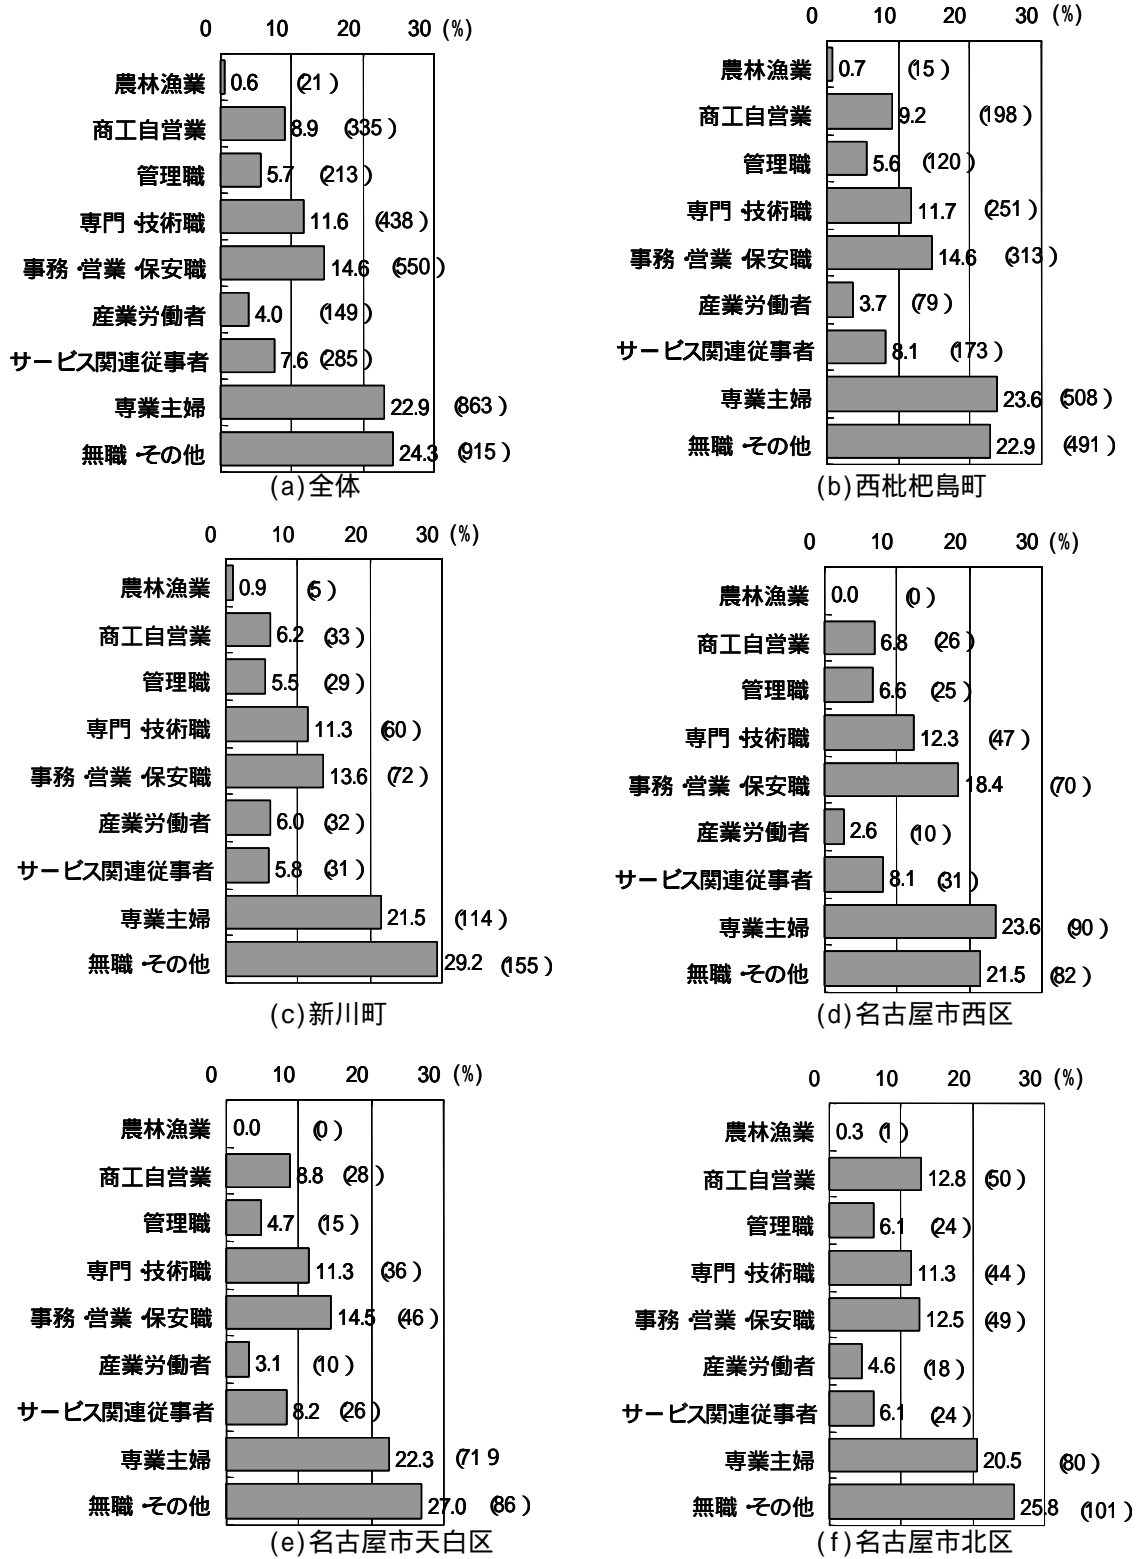 0 10 20 30 (%)
農林漁業 0.6 (21)
商工自営業 8.9 (335)
管理職 5.7 (213)
専門・技術職 11.6 (438)
事務・営業・保安職 14.6 (550)
産業労働者 4.0 (149)
サービス関連従事者 7.6 (285)
専業主婦 22.9 (863)
無職・その他 24.3 (915)
(a)全体
0 10 20 30 (%)
農林漁業 0.7 (15)
商工自営業 9.2 (198)
管理職 5.6 (120)
専門・技術職 11.7 (251)
事務・営業・保安職 14.6 (313)
産業労働者 3.7 (79)
サービス関連従事者 8.1 (173)
専業主婦 23.6 (508)
無職・その他 22.9 (491)
(b)西枇杷島町
0 10 20 30 (%)
農林漁業 0.9 (5)
商工自営業 6.2 (33)
管理職 5.5 (29)
専門・技術職 11.3 (60)
事務・営業・保安職 13.6 (72)
産業労働者 6.0 (32)
サービス関連従事者 5.8 (31)
専業主婦 21.5 (114)
無職・その他 29.2 (155)
(c)新川町
0 10 20 30 (%)
農林漁業 0.0 (0)
商工自営業 6.8 (26)
管理職 6.6 (25)
専門・技術職 12.3 (47)
事務・営業・保安職 18.4 (70)
産業労働者 2.6 (10)
サービス関連従事者 8.1 (31)
専業主婦 23.6 (90)
無職・その他 21.5 (82)
(d)名古屋市西区
0 10 20 30 (%)
農林漁業 0.0 (0)
商工自営業 8.8 (28)
管理職 4.7 (15)
専門・技術職 11.3 (36)
事務・営業・保安職 14.5 (46)
産業労働者 3.1 (10)
サービス関連従事者 8.2 (26)
専業主婦 22.3 (71 9
無職・その他 27.0 (86)
(e)名古屋市天白区
0 10 20 30 (%)
農林漁業 0.3 (1)
商工自営業 12.8 (50)
管理職 6.1 (24)
専門・技術職 11.3 (44)
事務・営業・保安職 12.5 (49)
産業労働者 4.6 (18)
サービス関連従事者 6.1 (24)
専業主婦 20.5 (80)
無職・その他 25.8 (101)
(f)名古屋市北区